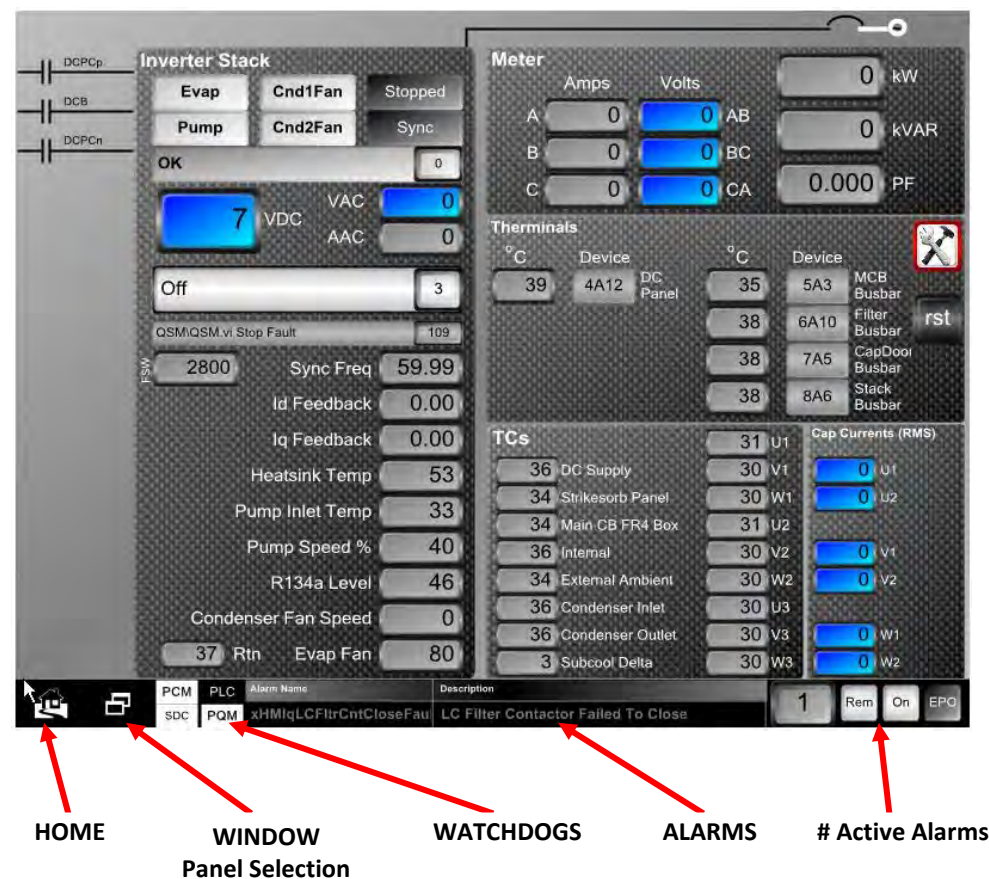 DCPCp
DCB
DCPCn
Inverter Stack
Evap Cnd1Fan Stopped
Pump Cnd2Fan Sync
OK 0
7 VDC
VAC 0
AAC 0
Off 3
QSM\QSM.vi Stop Fault 109
FSW 2800 Sync Freq 59.99
Id Feedback 0.00
Iq Feedback 0.00
Heatsink Temp 53
Pump Inlet Temp 33
Pump Speed % 40
R134a Level 46
Condenser Fan Speed 0
37 Rtn Evap Fan 80
Meter
Amps Volts
A 0 0 AB
B 0 0 BC
C 0 0 CA
0 kW
0 kVAR
0.000 PF
Therminals
°C Device °C Device
39 4A12 DC Panel
35 5A3 MCB Busbar
38 6A10 Filter Busbar
38 7A5 CapDoor Busbar
38 8A6 Stack Busbar
rst
TCs
36 DC Supply
34 Strikesorb Panel
34 Main CB FR4 Box
36 Internal
34 External Ambient
36 Condenser Inlet
36 Condenser Outlet
3 Subcool Delta
31 U1
30 V1
30 W1
31 U2
30 V2
30 W2
30 U3
30 V3
30 W3
Cap Currents (RMS)
0 U1
0 U2
0 V1
0 V2
0 W1
0 W2
PCM PLC
SDC PQM
Alarm Name Description
xHMIqLCFltrCntCloseFau LC Filter Contactor Failed To Close
1 Rem On EPO
HOME
WINDOW
Panel Selection
WATCHDOGS
ALARMS
# Active Alarms